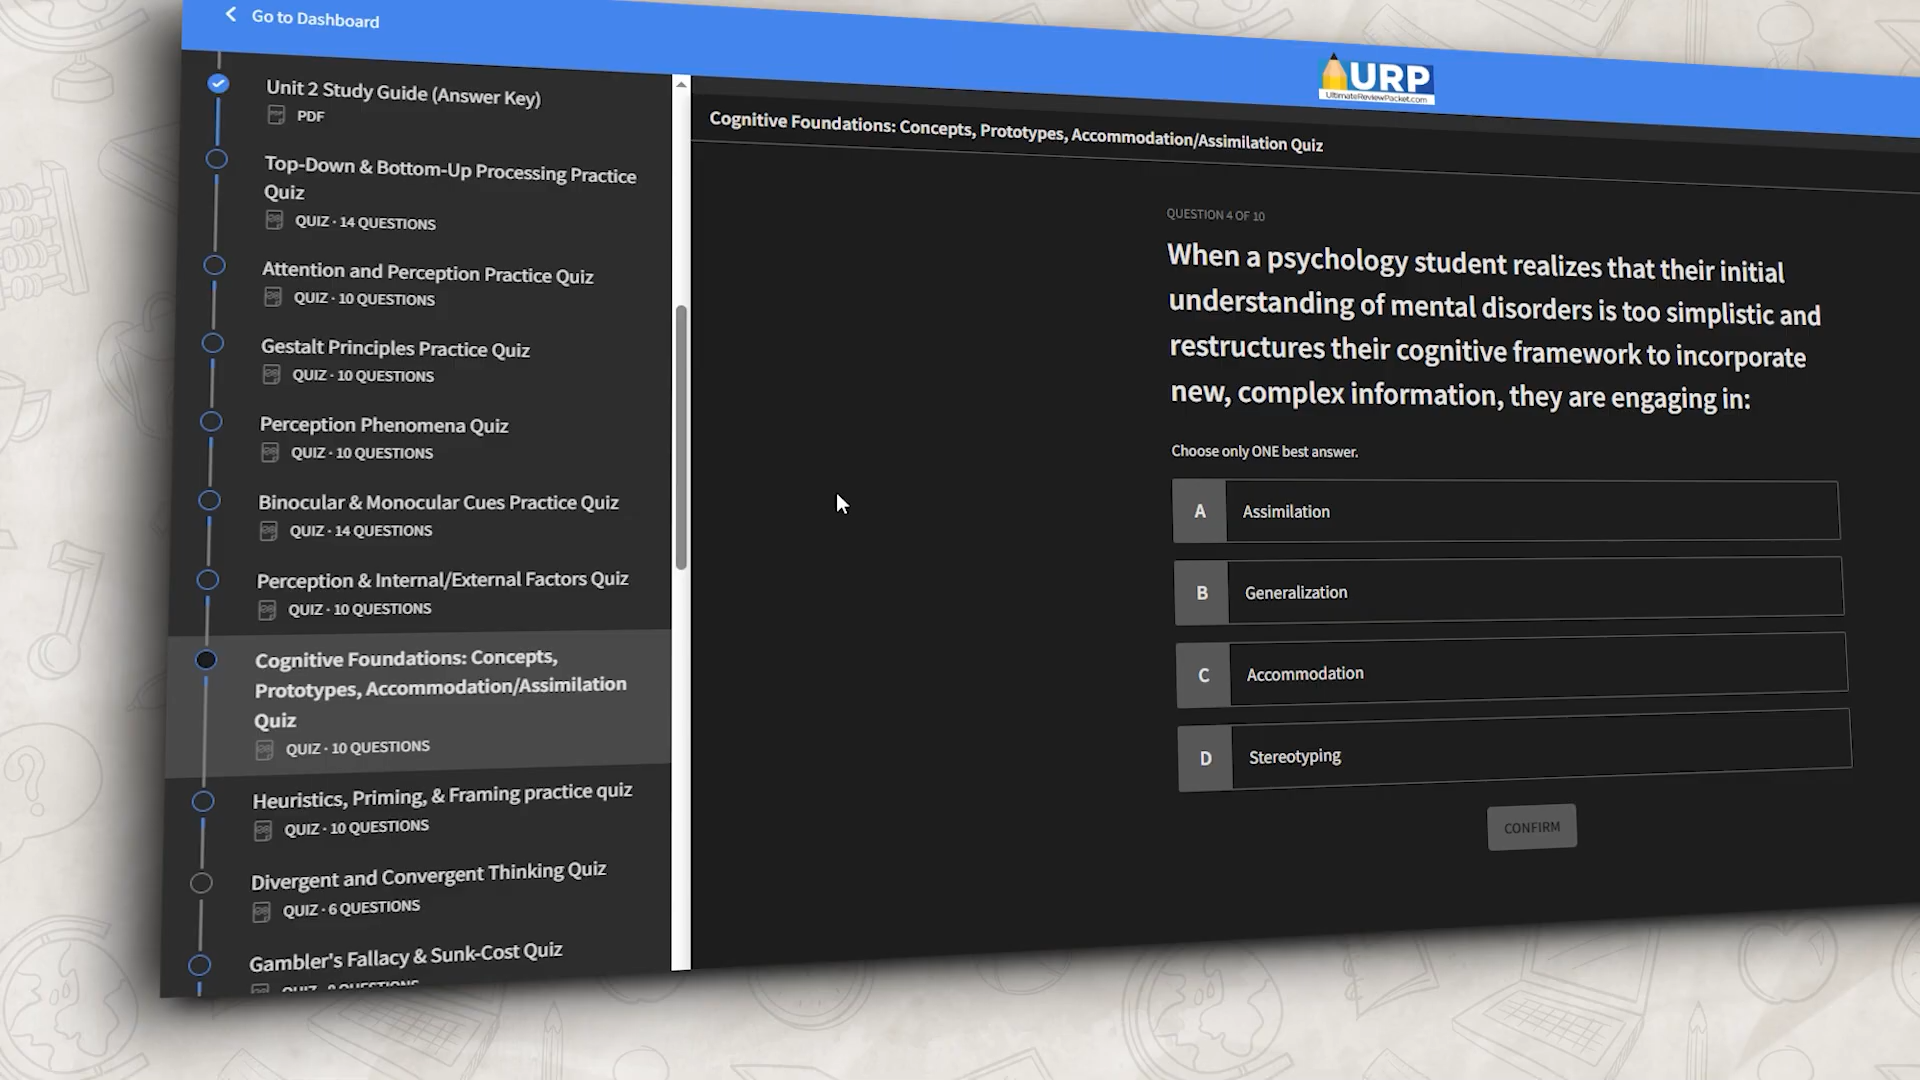 Go to Dashboard
URP
UltimateReviewPacket.com
Unit 2 Study Guide (Answer Key)
PDF
Top-Down & Bottom-Up Processing Practice
Quiz
QUIZ · 14 QUESTIONS
Attention and Perception Practice Quiz
QUIZ · 10 QUESTIONS
Gestalt Principles Practice Quiz
QUIZ · 10 QUESTIONS
Perception Phenomena Quiz
QUIZ · 10 QUESTIONS
Binocular & Monocular Cues Practice Quiz
QUIZ · 14 QUESTIONS
Perception & Internal/External Factors Quiz
QUIZ · 10 QUESTIONS
Cognitive Foundations: Concepts,
Prototypes, Accommodation/Assimilation
Quiz
QUIZ · 10 QUESTIONS
Heuristics, Priming, & Framing practice quiz
QUIZ · 10 QUESTIONS
Divergent and Convergent Thinking Quiz
QUIZ · 6 QUESTIONS
Gambler's Fallacy & Sunk-Cost Quiz
Cognitive Foundations: Concepts, Prototypes, Accommodation/Assimilation Quiz
QUESTION 4 OF 10
When a psychology student realizes that their initial
understanding of mental disorders is too simplistic and
restructures their cognitive framework to incorporate
new, complex information, they are engaging in:
Choose only ONE best answer.
A Assimilation
B Generalization
C Accommodation
D Stereotyping
CONFIRM